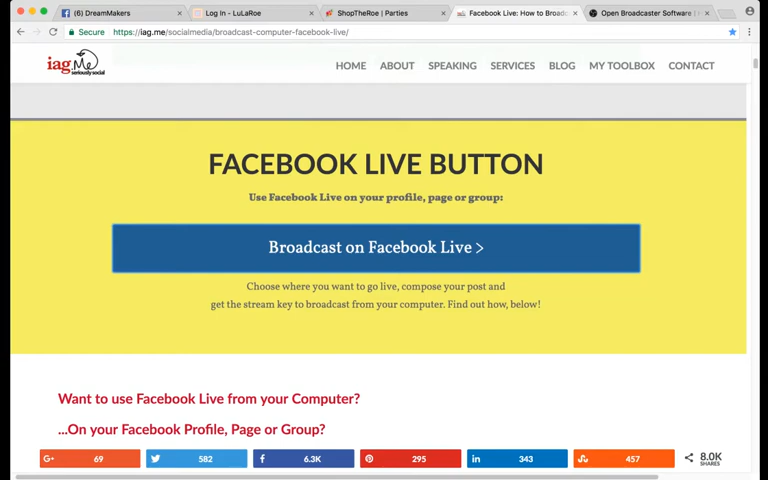 (6) DreamMakers
Log In - LuLaRoe
ShopTheRoe | Parties
Facebook Live: How to Broadc
Open Broadcaster Software | H
Secure
https://iag.me/socialmedia/broadcast-computer-facebook-live/
iag.Me
seriously social
HOME ABOUT SPEAKING SERVICES BLOG MY TOOLBOX CONTACT
FACEBOOK LIVE BUTTON
Use Facebook Live on your profile, page or group:
Broadcast on Facebook Live >
Choose where you want to go live, compose your post and
get the stream key to broadcast from your computer. Find out how, below!
Want to use Facebook Live from your Computer?
...On your Facebook Profile, Page or Group?
G+ 69
582
f 6.3K
295
in 343
457
8.0K
SHARES